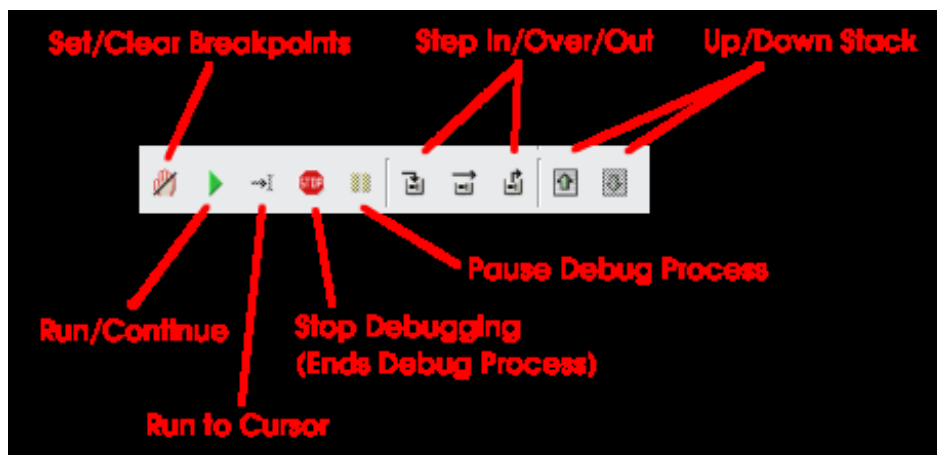 Set/Clear Breakpoints
Step In/Over/Out
Up/Down Stack
STOP
Pause Debug Process
Run/Continue
Stop Debugging
(Ends Debug Process)
Run to Cursor